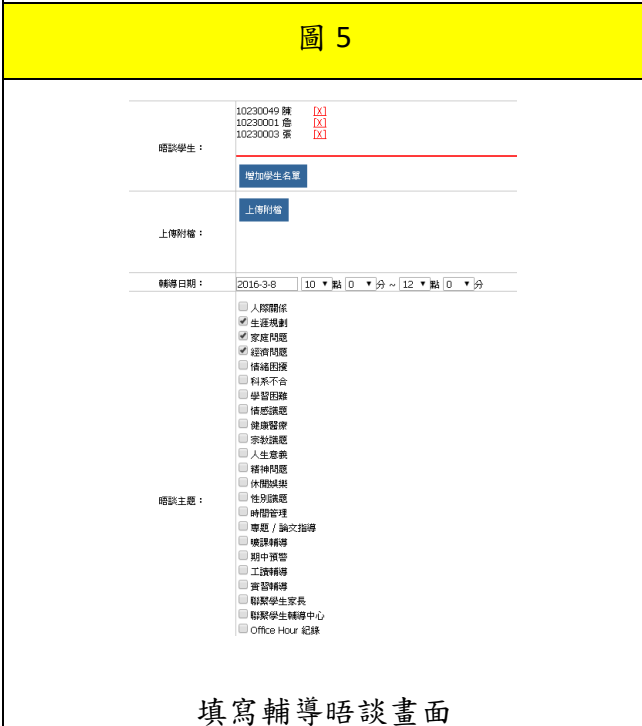 圖 5
10230049 陳 [X]
10230001 詹 [X]
10230003 張 [X]
晤談學生：
增加學生名單
上傳附檔
上傳附檔：
輔導日期： 2016-3-8 10 點 0 分 ~ 12 點 0 分
人際關係
生涯規劃
家庭問題
經濟問題
情緒困擾
科系不合
學習困難
情感議題
健康醫療
宗教議題
人生意義
精神問題
休閒娛樂
晤談主題： 性別議題
時間管理
專題 / 論文指導
曠課輔導
期中預警
工讀輔導
實習輔導
聯繫學生家長
聯繫學生輔導中心
Office Hour 紀錄
填寫輔導晤談畫面